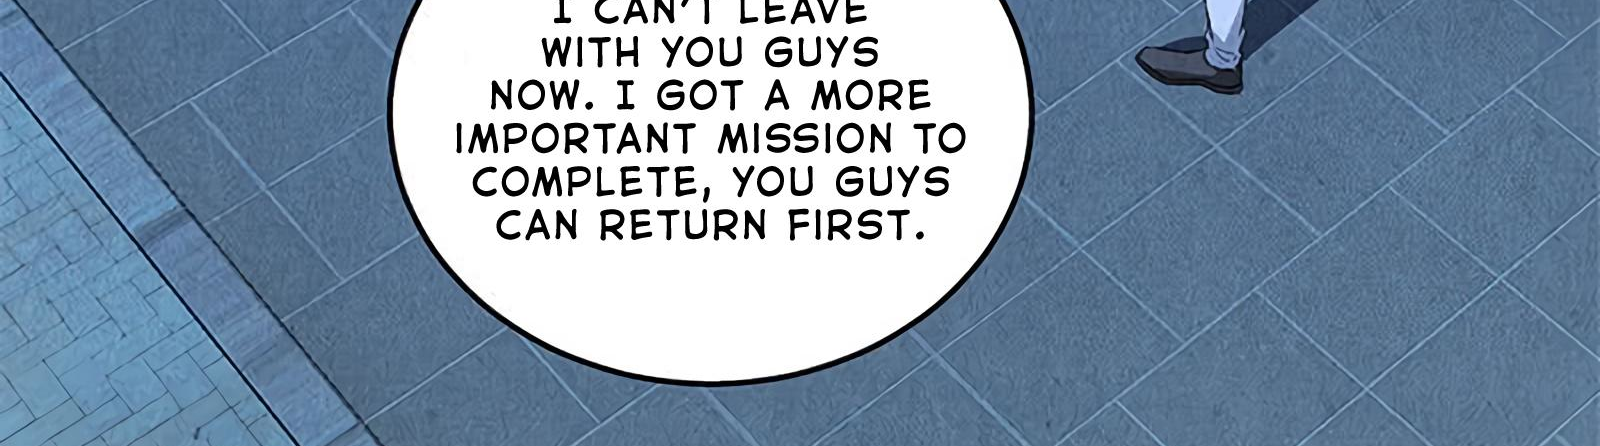 I CAN'T LEAVE
WITH YOU GUYS
NOW. I GOT A MORE
IMPORTANT MISSION TO
COMPLETE, YOU GUYS
CAN RETURN FIRST.